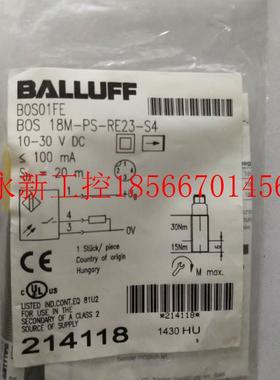 BALLUFF
BOS01FE
BOS 18M-PS-RE23-S4
10-30 V DC
≤ 100 mA
= 20 m
永新工控18566701456
4
0V
30Nm
15Nm
1 Stück/ piece
Country of origin
Hungary
M max.
CE
UL US
LISTED IND.CONT.EQ 81U2
FOR USE IN THE
SECONDARY OF A CLASS 2
SOURCE OF SUPPLY
*214118*
214118
1430 HU